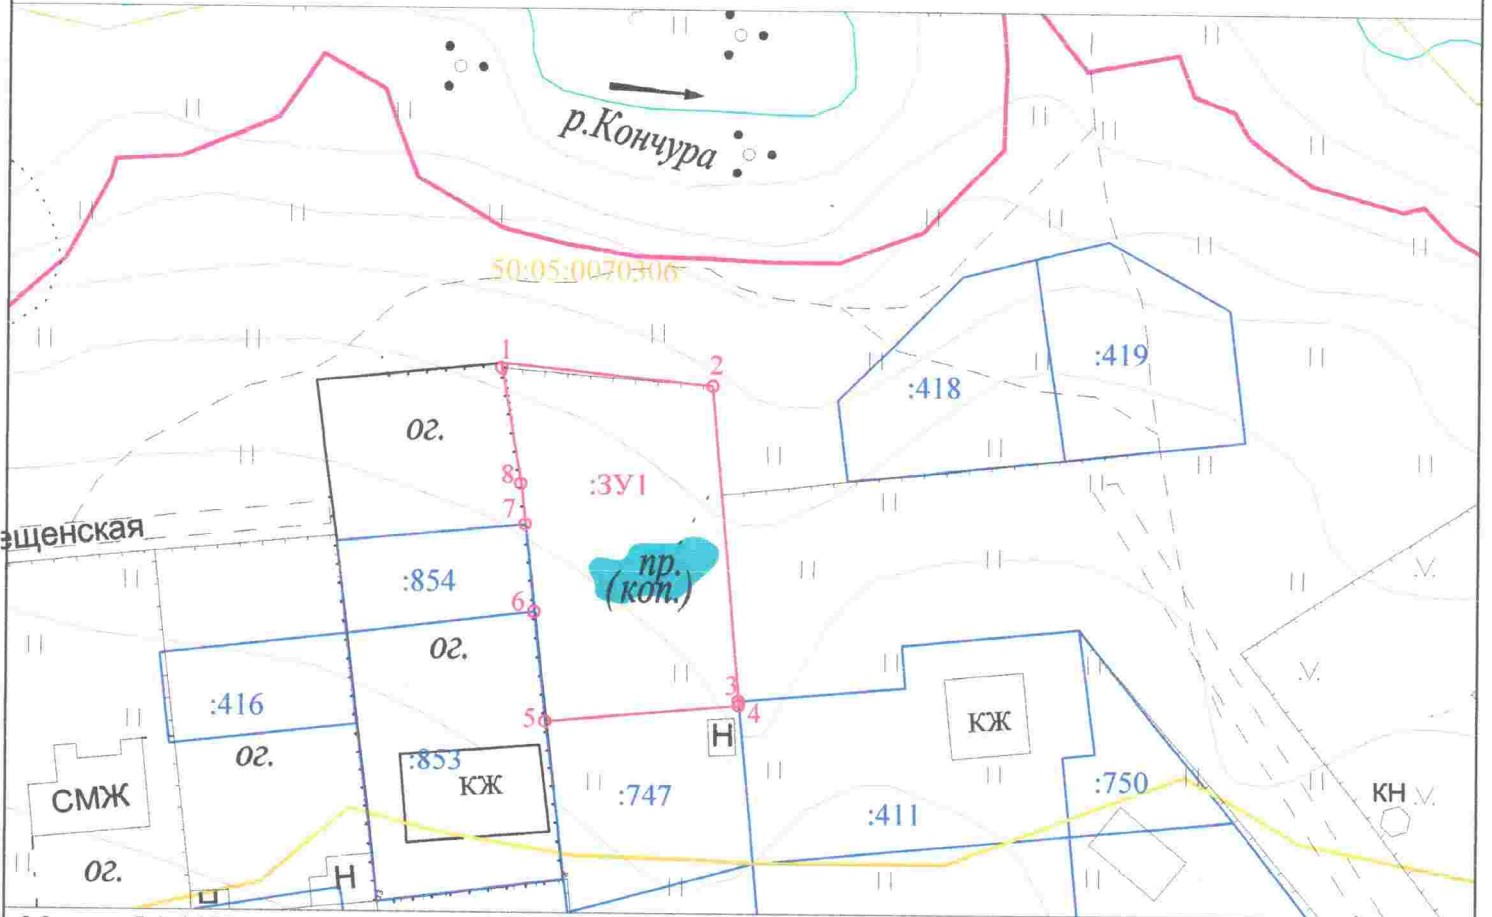 р.Кончура
50:05:0070306
1
2
:419
:418
ог.
8
:ЗУ1
7
ещенская
пр.
(коп.)
:854
6
ог.
3
:416
5
4
Н
КЖ
ог.
:853
КЖ
:750
СМЖ
:747
КН
:411
ог.
Н